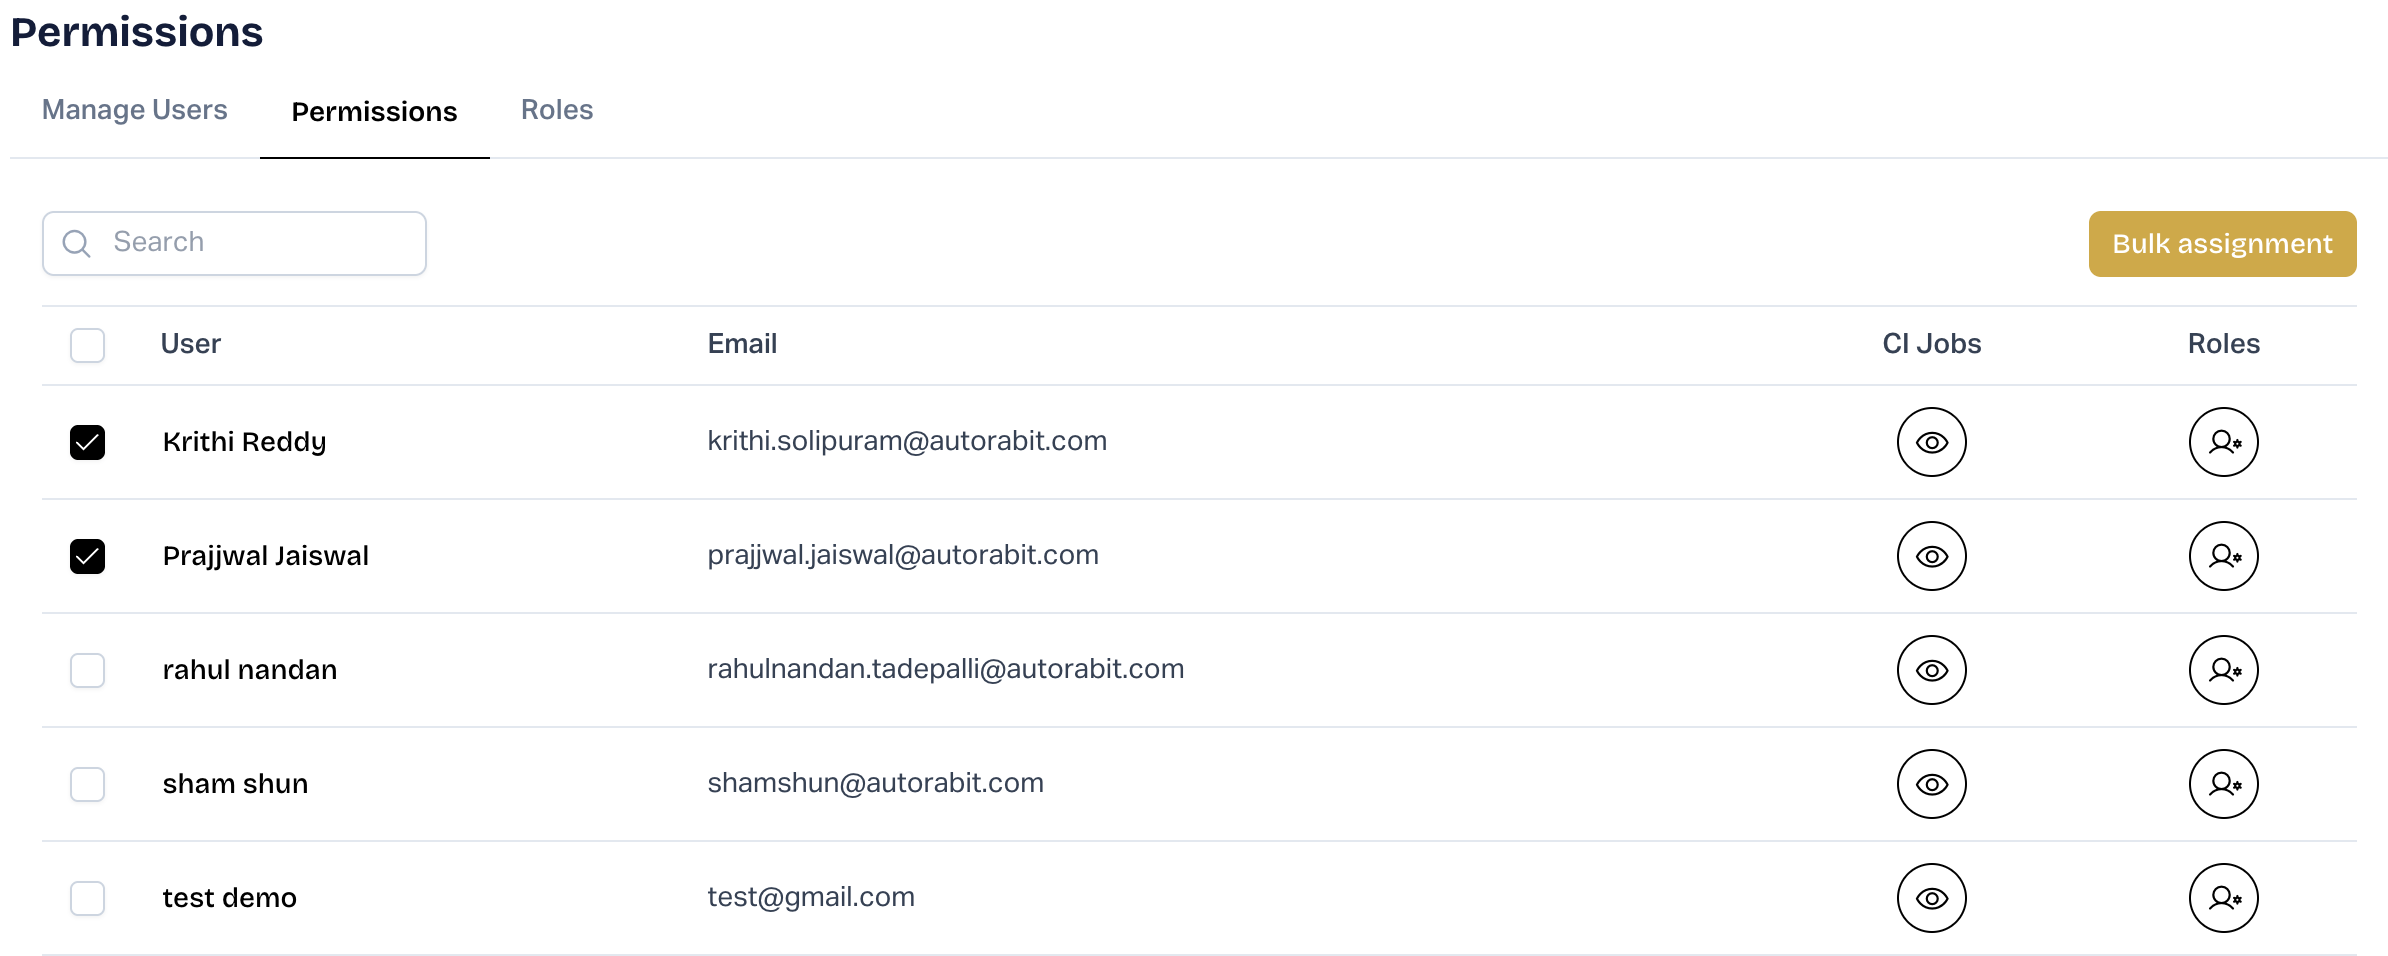 Permissions
Manage Users Permissions Roles
Search Bulk assignment
User Email CI Jobs Roles
Krithi Reddy krithi.solipuram@autorabit.com
Prajjwal Jaiswal prajjwal.jaiswal@autorabit.com
rahul nandan rahulnandan.tadepalli@autorabit.com
sham shun shamshun@autorabit.com
test demo test@gmail.com